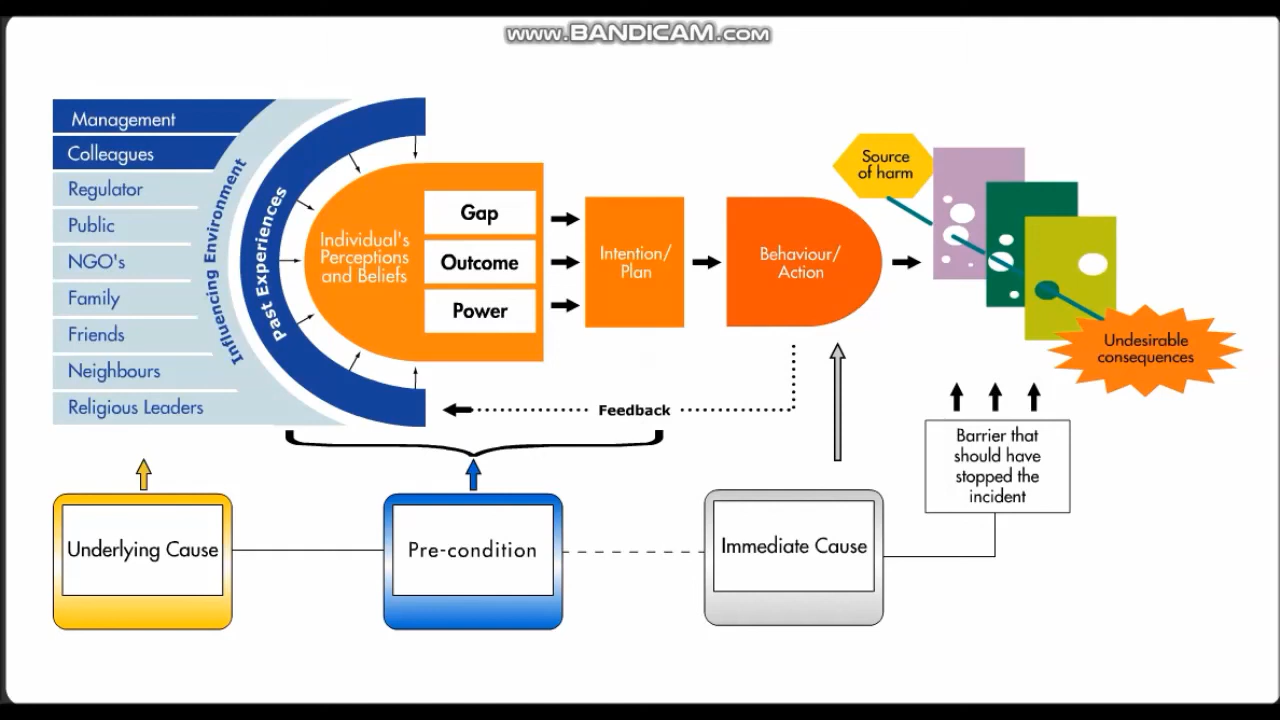 www.BANDICAM.com
Management
Colleagues
Regulator
Public
NGO's
Family
Friends
Neighbours
Religious Leaders
Influencing Environment
Past Experiences
Individual's
Perceptions
and Beliefs
Gap
Outcome
Power
Intention/
Plan
Behaviour/
Action
Source
of harm
Undesirable
consequences
Feedback
Barrier that
should have
stopped the
incident
Underlying Cause
Pre-condition
Immediate Cause